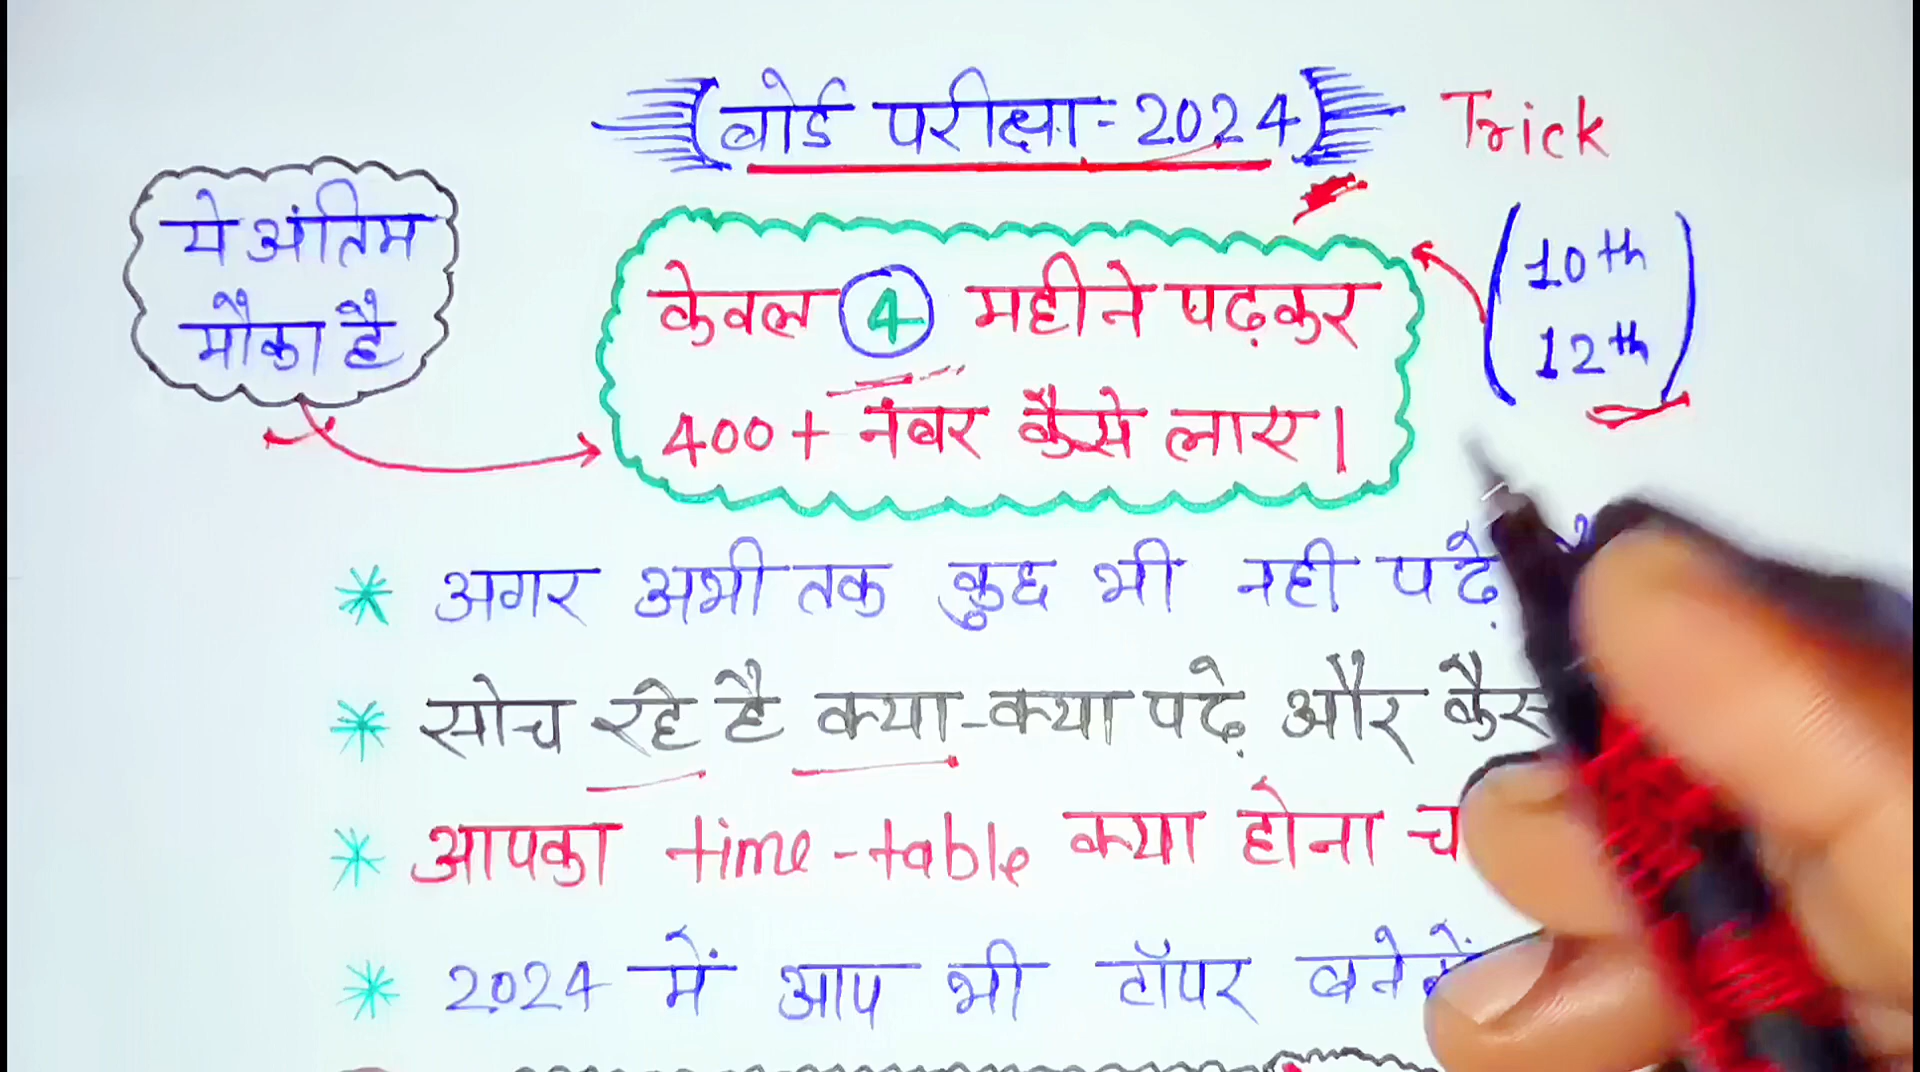 बोर्ड परीक्षा-2024
Trick
ये अंतिम
मौका है
केवल 4 महीने पढ़कर
400+ नंबर कैसे लाए।
10th
12th
* अगर अभी तक कुछ भी नही पढ़े
* सोच रहे है क्या-क्या पढ़े और
* आपका time-table क्या होना
* 2024 में आप भी टॉपर